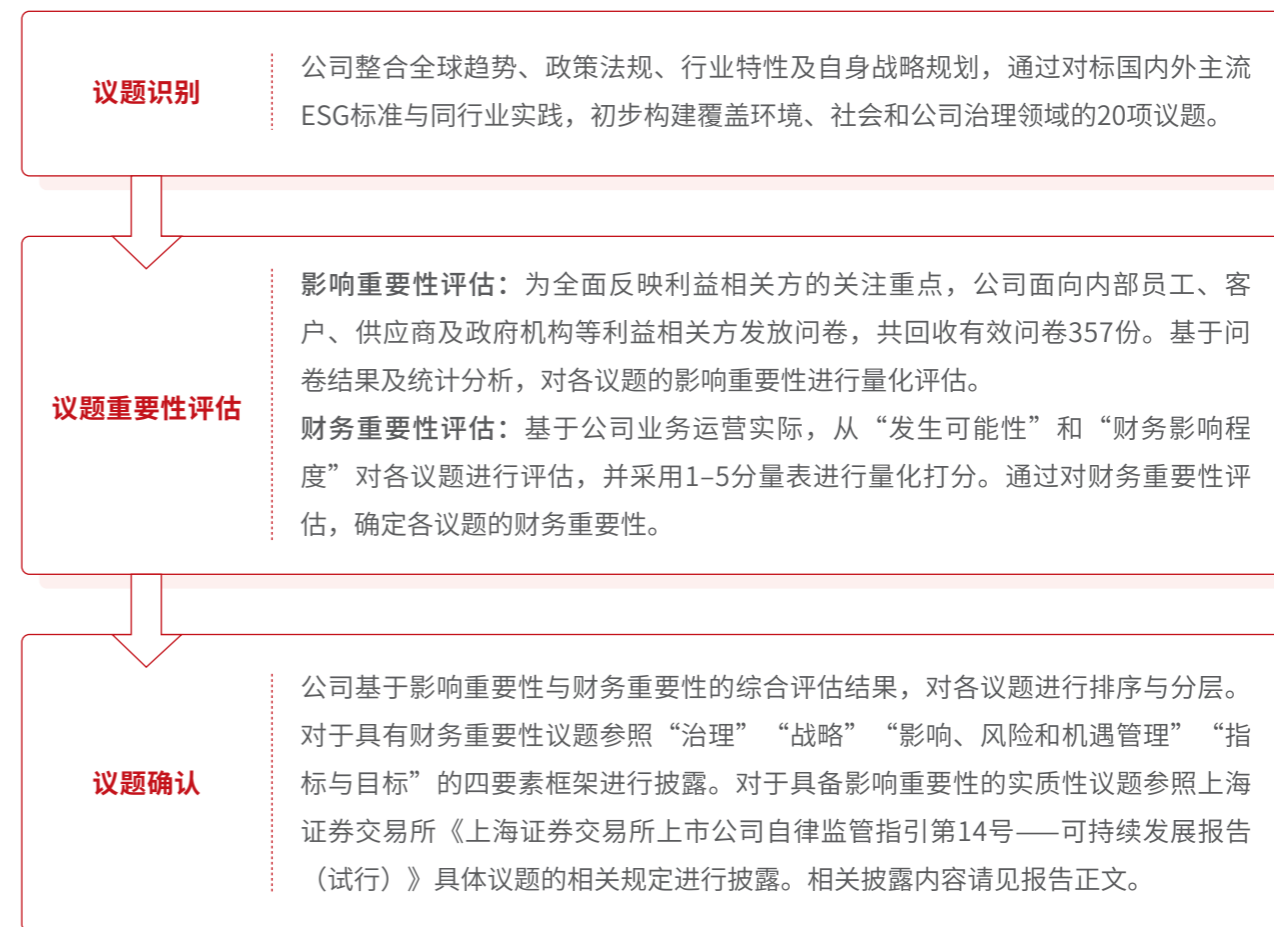 议题识别
公司整合全球趋势、政策法规、行业特性及自身战略规划，通过对标国内外主流
ESG标准与同行业实践，初步构建覆盖环境、社会和公司治理领域的20项议题。
议题重要性评估
影响重要性评估：为全面反映利益相关方的关注重点，公司面向内部员工、客
户、供应商及政府机构等利益相关方发放问卷，共回收有效问卷357份。基于问
卷结果及统计分析，对各议题的影响重要性进行量化评估。
财务重要性评估：基于公司业务运营实际，从“发生可能性”和“财务影响程
度”对各议题进行评估，并采用1–5分量表进行量化打分。通过对财务重要性评
估，确定各议题的财务重要性。
议题确认
公司基于影响重要性与财务重要性的综合评估结果，对各议题进行排序与分层。
对于具有财务重要性议题参照“治理”“战略”“影响、风险和机遇管理”“指
标与目标”的四要素框架进行披露。对于具备影响重要性的实质性议题参照上海
证券交易所《上海证券交易所上市公司自律监管指引第14号——可持续发展报告
（试行）》具体议题的相关规定进行披露。相关披露内容请见报告正文。